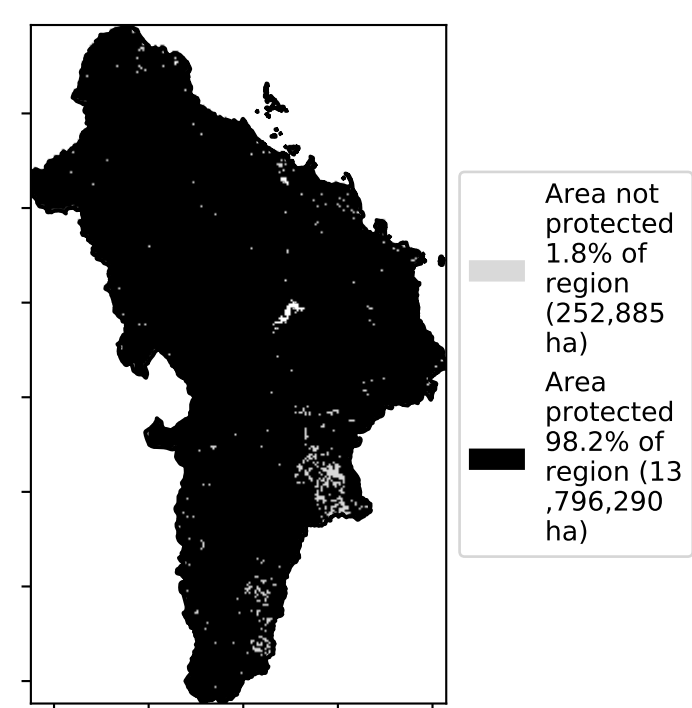 Area not
protected
1.8% of
region
(252,885
ha)
Area
protected
98.2% of
region (13
,796,290
ha)